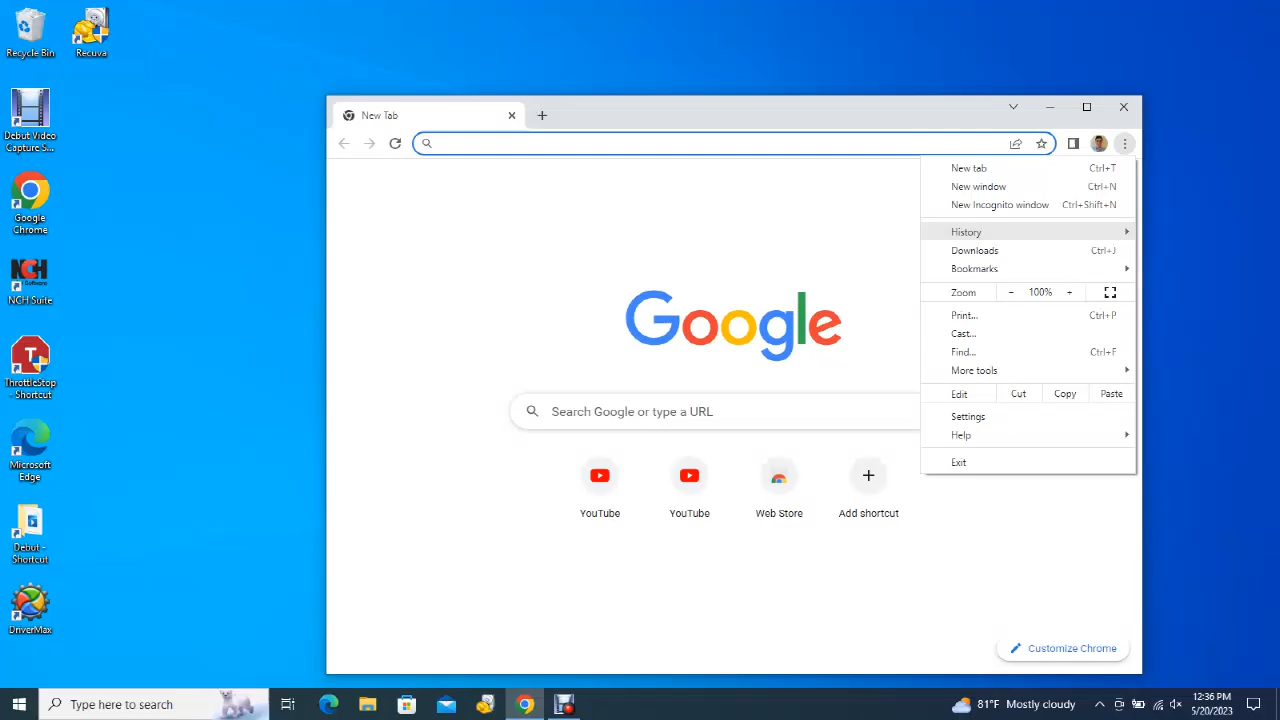 Recycle Bin
Recuva
Debut Video
Capture S...
Google
Chrome
NCH Software
NCH Suite
T
ThrottleStop
- Shortcut
Microsoft
Edge
Debut -
Shortcut
DriverMax
New Tab
New tab Ctrl+T
New window Ctrl+N
New Incognito window Ctrl+Shift+N
History
Downloads Ctrl+J
Bookmarks
Zoom - 100% +
Print... Ctrl+P
Cast...
Find... Ctrl+F
More tools
Edit Cut Copy Paste
Settings
Help
Exit
Google
Search Google or type a URL
YouTube YouTube Web Store Add shortcut
Customize Chrome
Type here to search
81°F Mostly cloudy
12:36 PM
5/20/2023